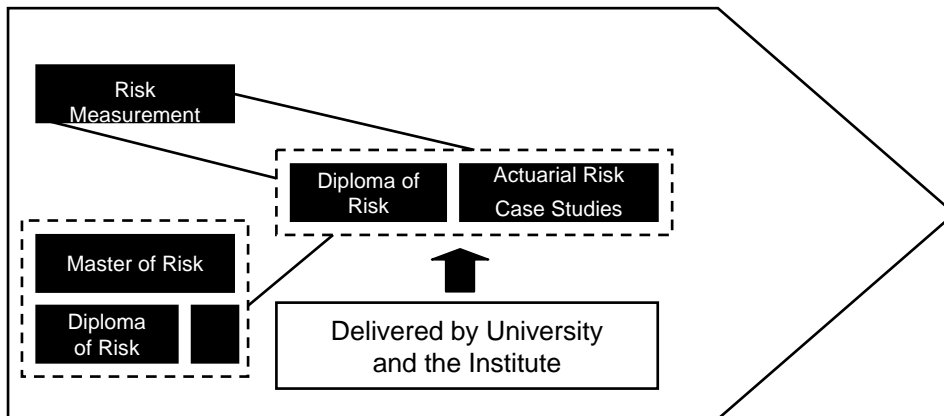 Risk
Measurement
Diploma of
Risk
Actuarial Risk
Case Studies
Master of Risk
Diploma
of Risk
Delivered by University
and the Institute